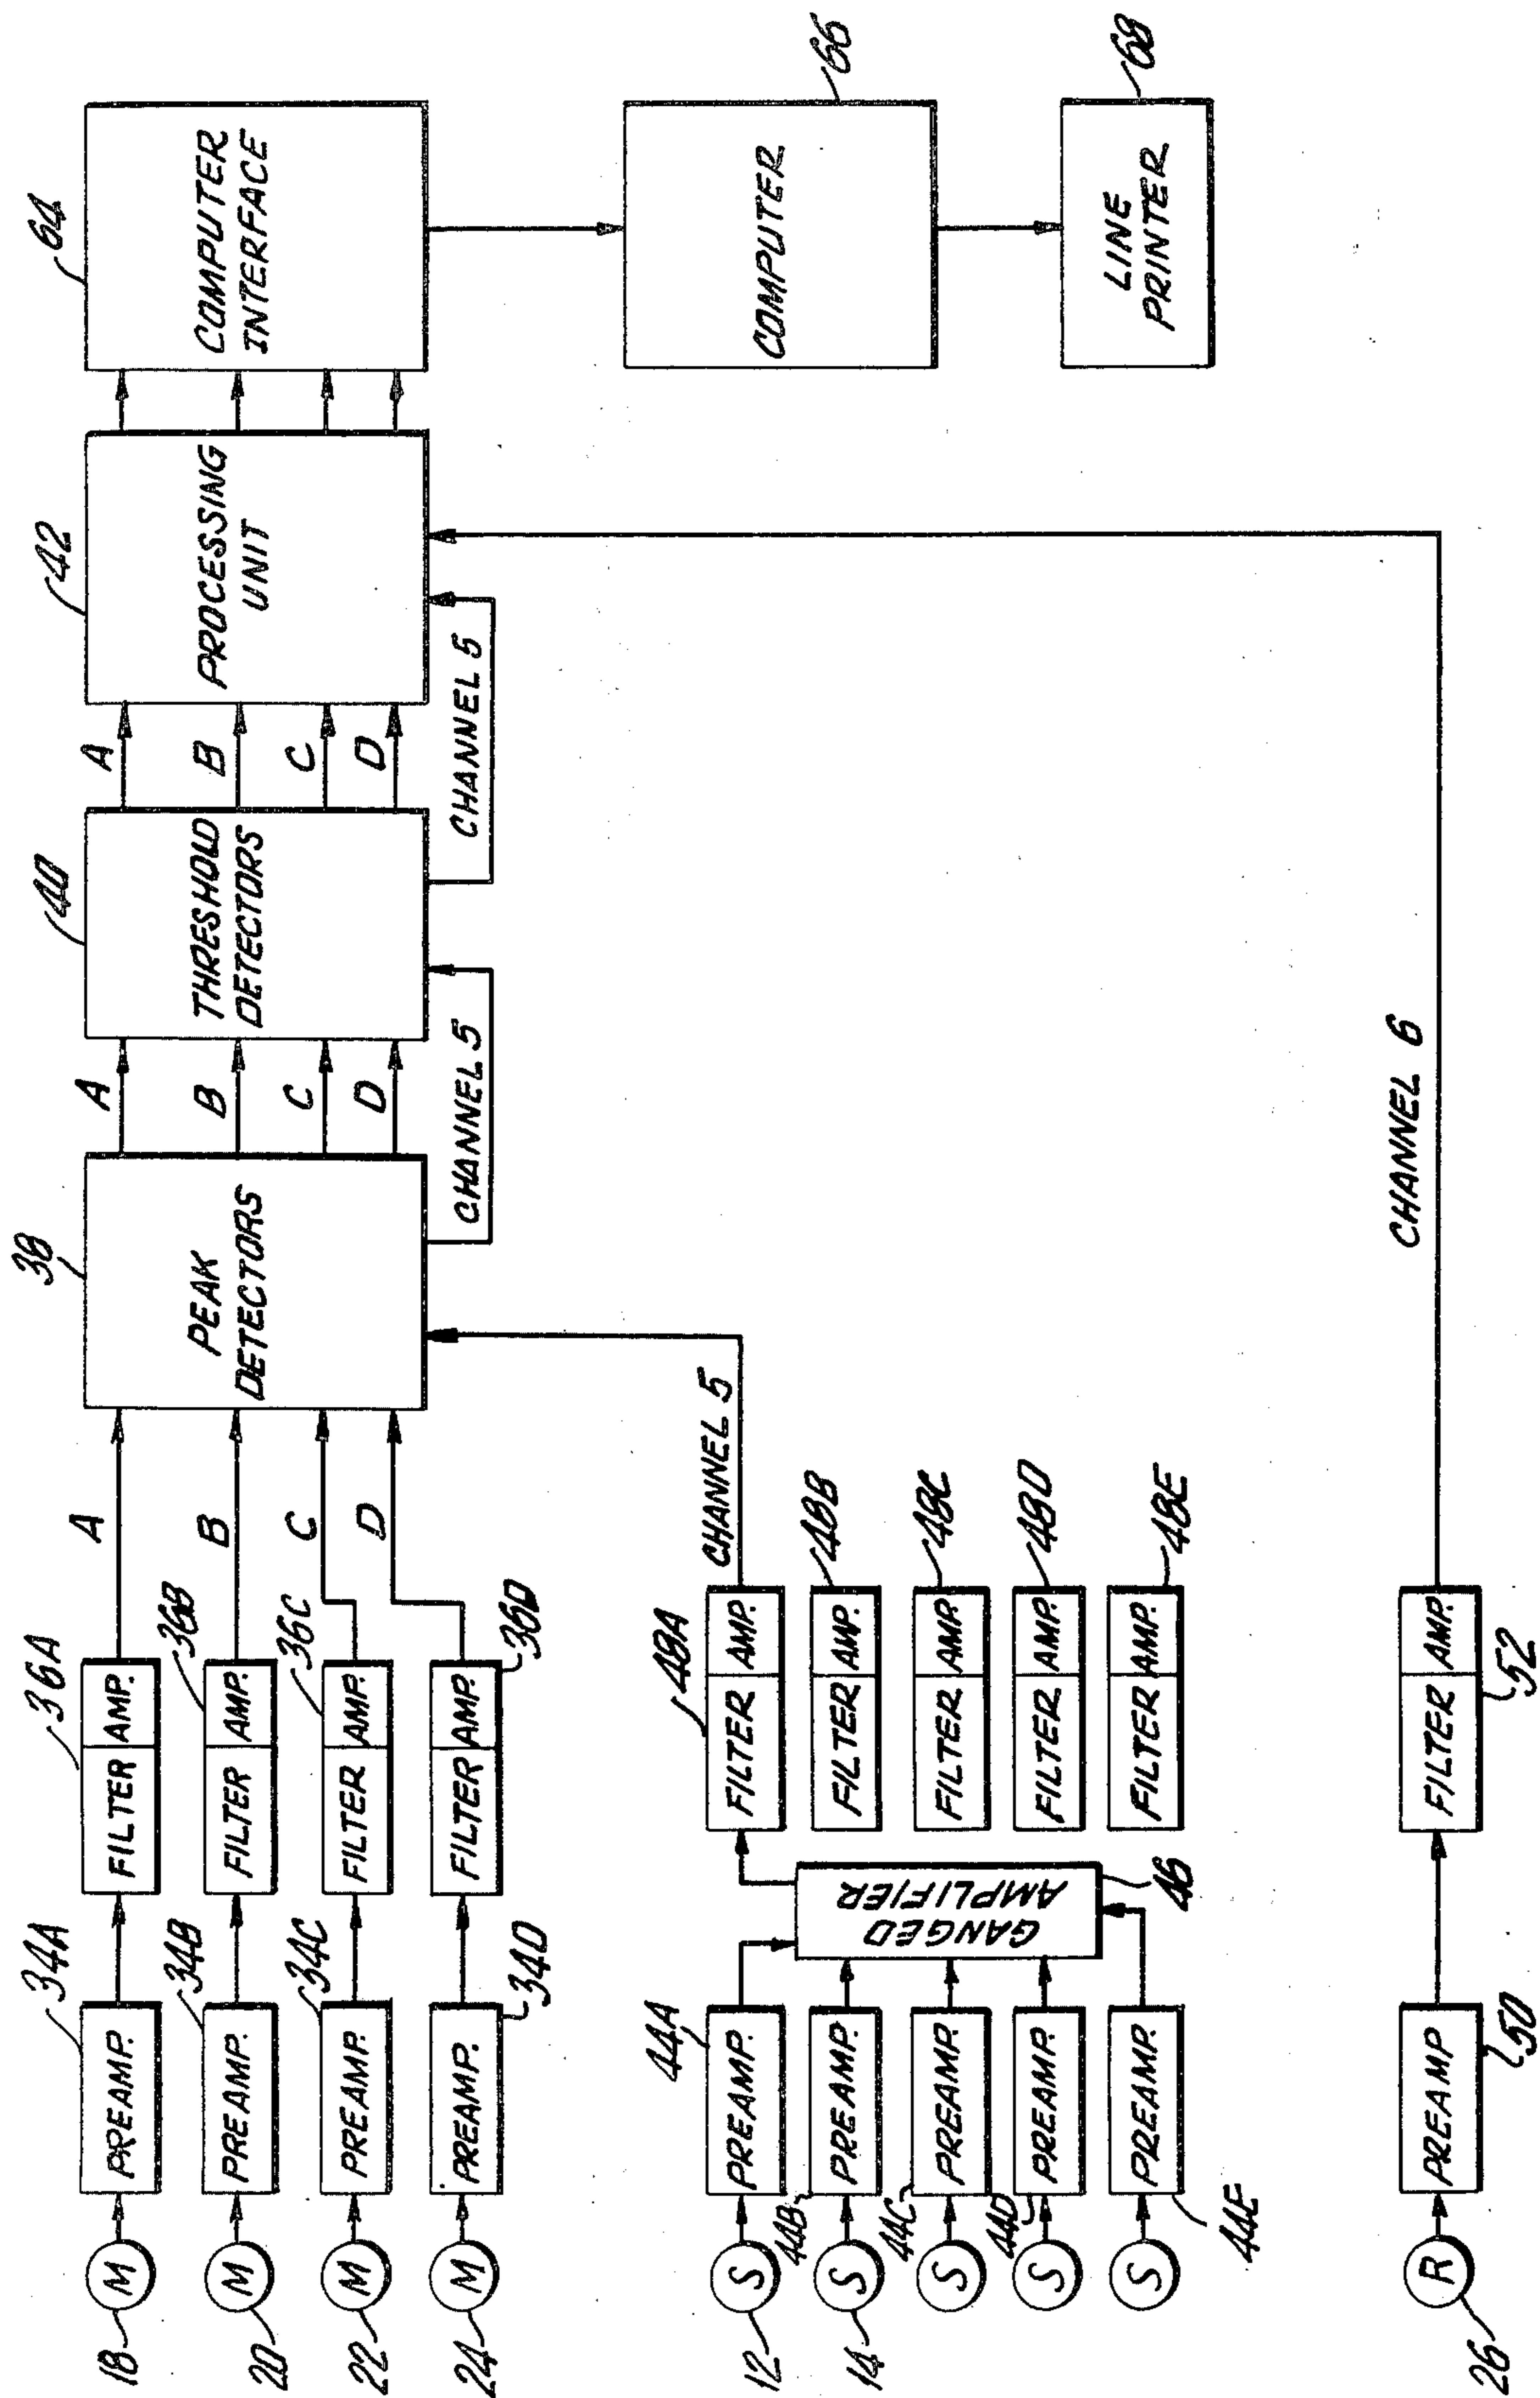 18
M
PREAMP.
34A
FILTER
AMP.
36A
A
PEAK
DETECTORS
38
A
THRESHOLD
DETECTORS
40
A
PROCESSING
UNIT
42
COMPUTER
INTERFACE
64
20
M
PREAMP.
34B
FILTER
AMP.
36B
B
B
B
22
M
PREAMP.
34C
FILTER
AMP.
36C
C
C
C
24
M
PREAMP.
34D
FILTER
AMP.
36D
D
D
D
CHANNEL 5
CHANNEL 5
COMPUTER
66
LINE
PRINTER
68
12
S
PREAMP.
44A
GANGED
AMPLIFIER
46
FILTER
AMP.
48A
CHANNEL 5
14
S
PREAMP.
44B
FILTER
AMP.
48B
S
PREAMP.
44C
FILTER
AMP.
48C
S
PREAMP.
44D
FILTER
AMP.
48D
S
PREAMP.
44E
FILTER
AMP.
48E
26
R
PREAMP
50
FILTER
AMP.
52
CHANNEL 6